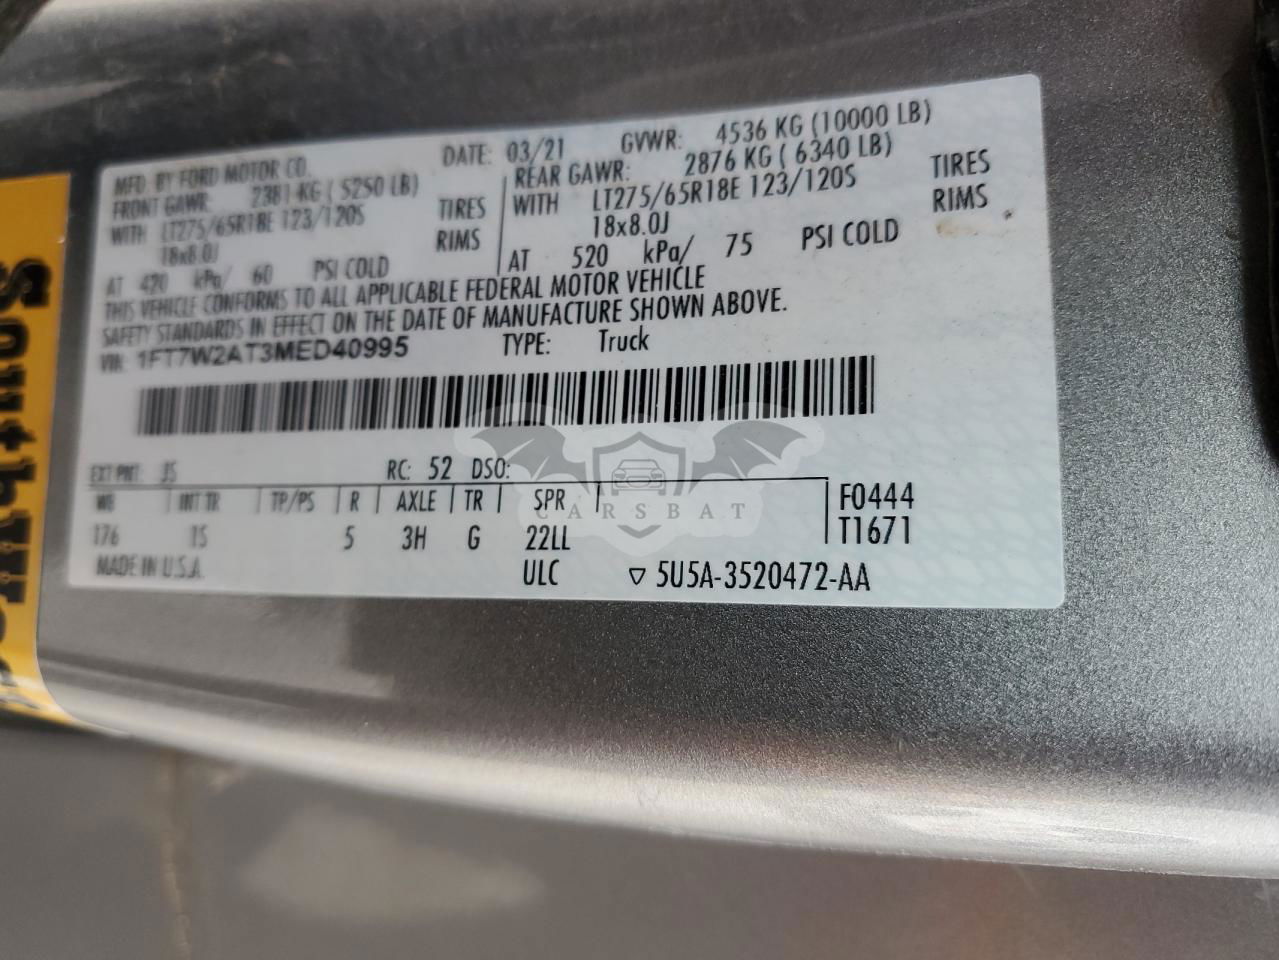 MFD. BY FORD MOTOR CO.
DATE: 03/21 GVWR: 4536 KG (10000 LB)
FRONT GAWR: 2381 KG ( 5250 LB)
REAR GAWR: 2876 KG ( 6340 LB)
WITH LT275/65R18E 123/120S TIRES
WITH LT275/65R18E 123/120S TIRES
18x8.0J RIMS
18x8.0J RIMS
AT 420 kPa/ 60 PSI COLD
AT 520 kPa/ 75 PSI COLD
THIS VEHICLE CONFORMS TO ALL APPLICABLE FEDERAL MOTOR VEHICLE
SAFETY STANDARDS IN EFFECT ON THE DATE OF MANUFACTURE SHOWN ABOVE.
VIN: 1FT7W2AT3MED40995 TYPE: Truck
EXT PNT: JS RC: 52 DSO:
WB INT TR TP/PS R AXLE TR SPR F0444
176 IS 5 3H G 22LL T1671
MADE IN U.S.A. ULC ▽ 5U5A-3520472-AA
CARSBAT